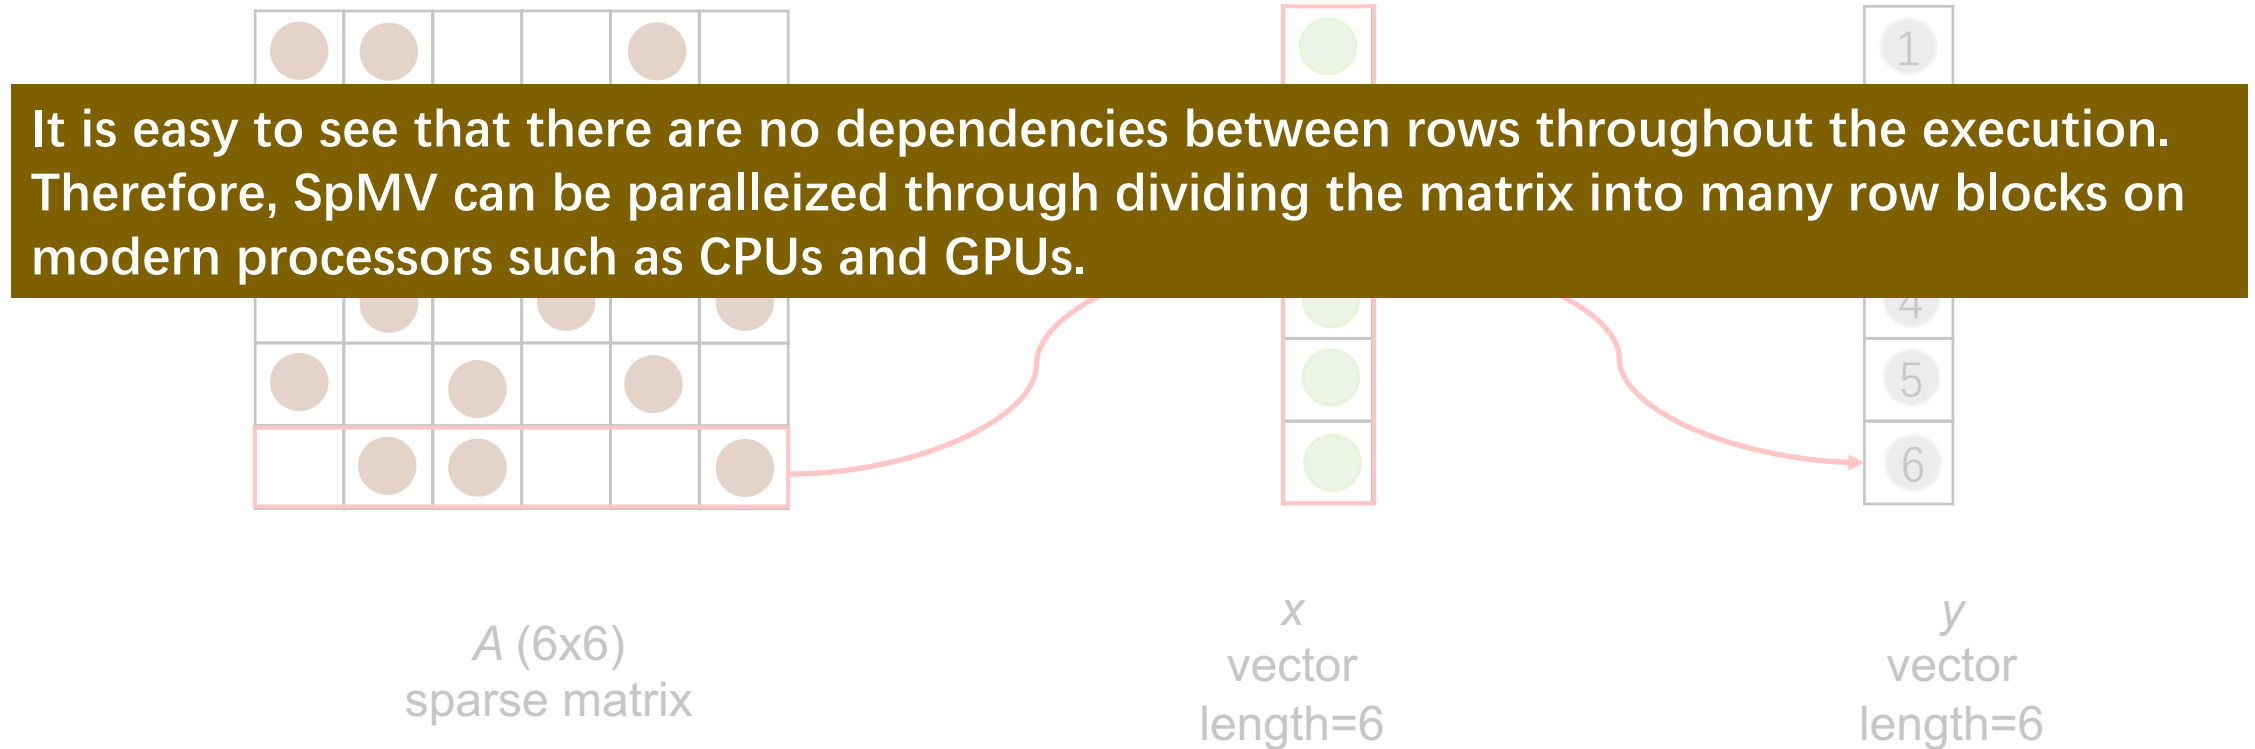 1
It is easy to see that there are no dependencies between rows throughout the execution.
Therefore, SpMV can be paralleized through dividing the matrix into many row blocks on
modern processors such as CPUs and GPUs.
4
5
6
A (6x6)
sparse matrix
x
vector
length=6
y
vector
length=6